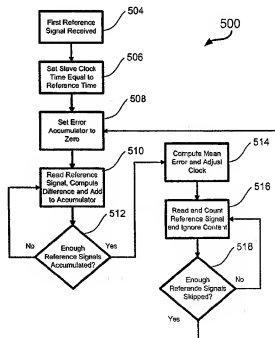 504
First Reference
Signal Received
500
506
Set Slave Clock
Time Equal to
Reference Time
508
Set Error
Accumulator to
Zero
510
Read Reference
Signal, Compute
Difference and Add
to Accumulator
512
Enough
Reference Signals
Accumulated?
No
Yes
514
Compute Mean
Error and Adjust
Clock
516
Read and Count
Reference Signal
and Ignore Content
518
Enough
Reference Signals
Skipped?
No
Yes